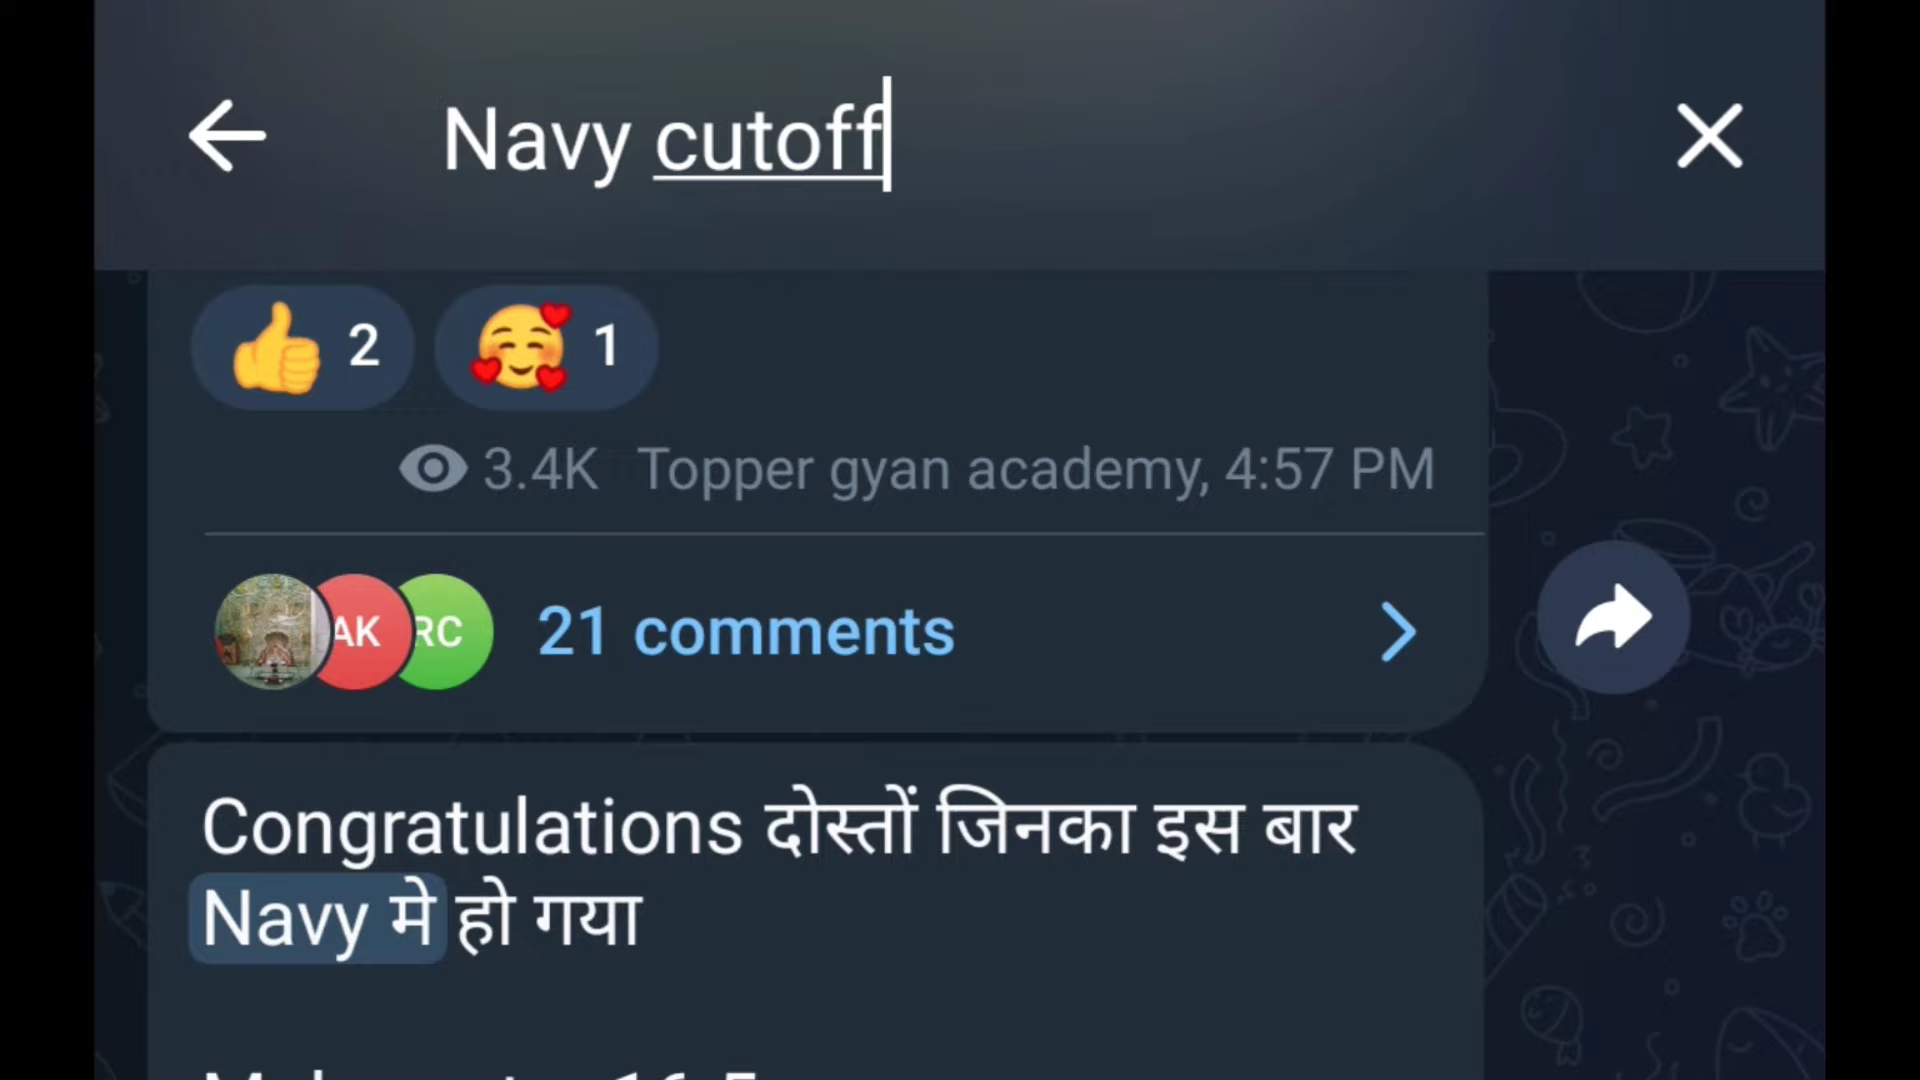 Navy cutoff
2 1
3.4K Topper gyan academy, 4:57 PM
AK RC 21 comments
Congratulations दोस्तों जिनका इस बार
Navy मे हो गया